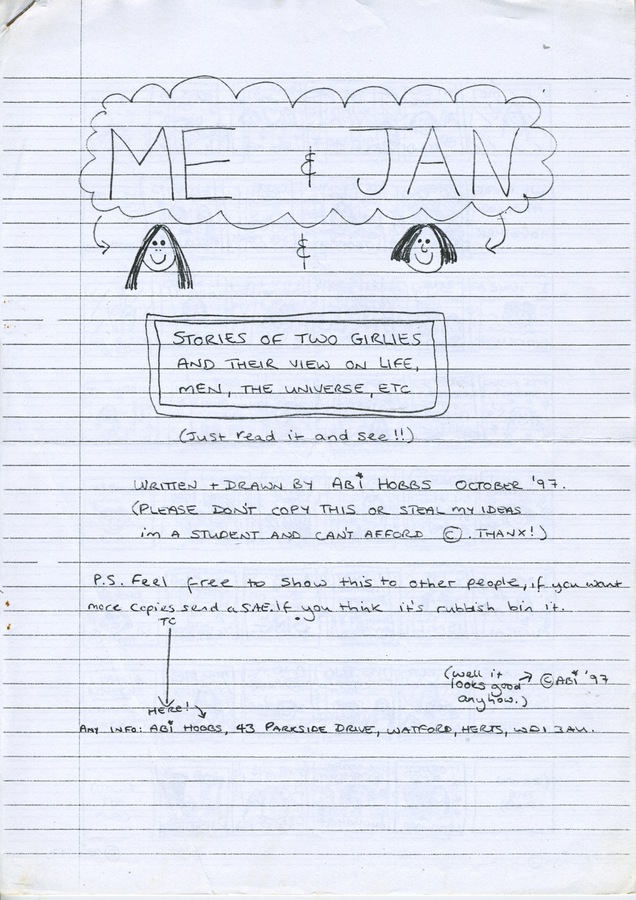 ME & JAN
&
STORIES OF TWO GIRLIES
AND THEIR VIEW ON LIFE,
MEN, THE UNIVERSE, ETC
(Just read it and see!!)
WRITTEN + DRAWN BY ABI HOBBS OCTOBER '97.
(PLEASE DON'T COPY THIS OR STEAL MY IDEAS
im A STUDENT AND CAN'T AFFORD ©. THANX!)
P.S. Feel free to show this to other people, if you want
more copies send a SAE. If you think it's rubbish bin it.
TO
HERE!
(well it
looks good
anyhow.)
©ABI '97
ANY INFO: ABI HOBBS, 43 PARKSIDE DRIVE, WATFORD, HERTS, WD1 3AU.